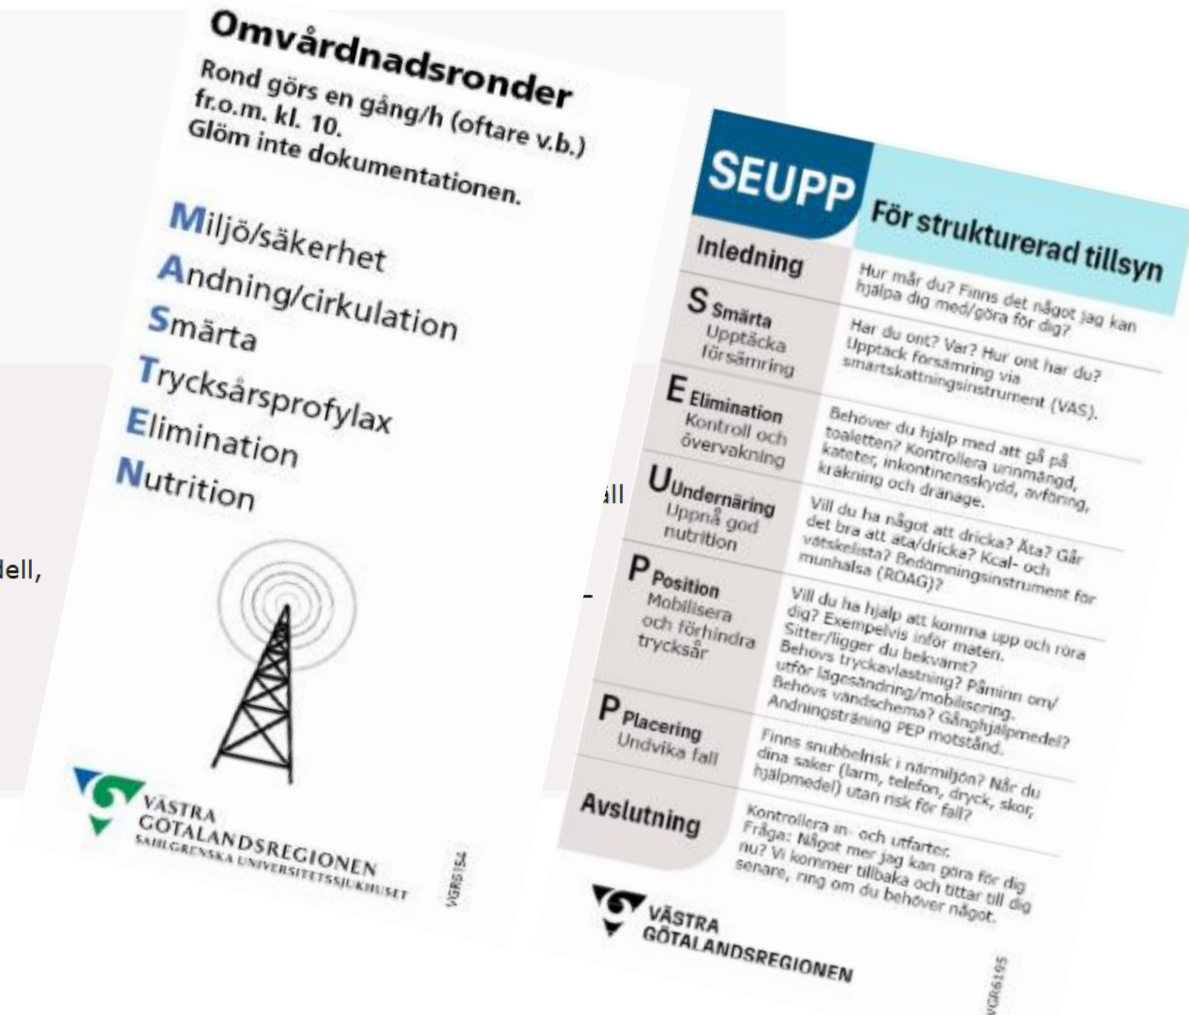 Omvårdnadsronder
Rond görs en gång/h (oftare v.b.)
fr.o.m. kl. 10.
Glöm inte dokumentationen.
Miljö/säkerhet
Andning/cirkulation
Smärta
Trycksårsprofylax
Elimination
Nutrition
VÄSTRA
GÖTALANDSREGIONEN
SAHLGRENSKA UNIVERSITETSSJUKHUSET
VGR6154
SEUPP
För strukturerad tillsyn
Inledning
Hur mår du? Finns det något jag kan
hjälpa dig med/göra för dig?
S Smärta
Upptäcka
försämring
Har du ont? Var? Hur ont har du?
Upptäck försämring via
smärtskattningsinstrument (VAS).
E Elimination
Kontroll och
övervakning
Behöver du hjälp med att gå på
toaletten? Kontrollera urinmängd,
kateter, inkontinensskydd, avföring,
kräkning och dränage.
U Undernäring
Uppnå god
nutrition
Vill du ha något att dricka? Äta? Går
det bra att äta/dricka? Kcal- och
vätskelista? Bedömningsinstrument för
munhälsa (ROAG)?
P Position
Mobilisera
och förhindra
trycksår
Vill du ha hjälp att komma upp och röra
dig? Exempelvis inför maten.
Sitter/ligger du bekvämt?
Behövs tryckavlastning? Påminn om/
utför lägesändring/mobilisering.
Behövs vändschema? Gånghjälpmedel?
Andningsträning PEP motstånd.
P Placering
Undvika fall
Finns snubbelrisk i närmiljön? Når du
dina saker (larm, telefon, dryck, skor,
hjälpmedel) utan risk för fall?
Avslutning
Kontrollera in- och utfarter.
Fråga: Något mer jag kan göra för dig
nu? Vi kommer tillbaka och tittar till dig
senare, ring om du behöver något.
VÄSTRA
GÖTALANDSREGIONEN
VGR6195
äll
dell,
–